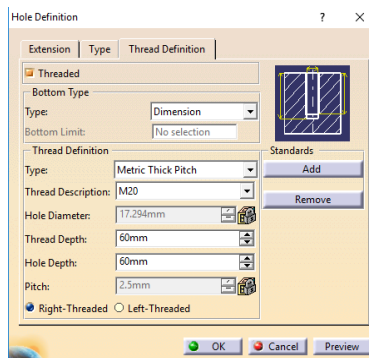 Hole Definition ? ×
Extension Type Thread Definition
Threaded
Bottom Type
Type: Dimension
Bottom Limit: No selection
Thread Definition
Type: Metric Thick Pitch
Thread Description: M20
Hole Diameter: 17.294mm
Thread Depth: 60mm
Hole Depth: 60mm
Pitch: 2.5mm
Right-Threaded Left-Threaded
Standards
Add
Remove
OK Cancel Preview